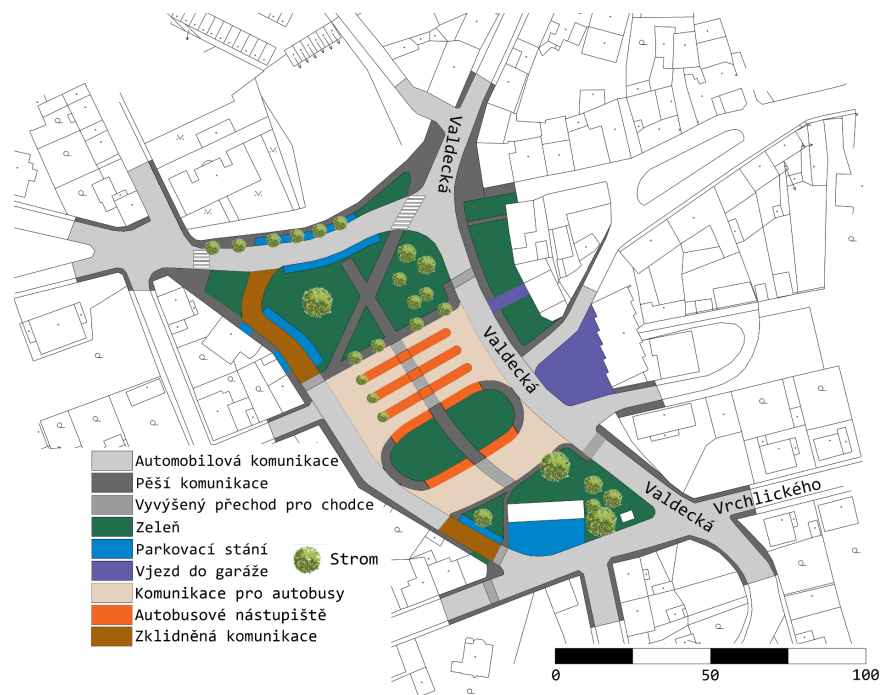 Valdecká
Valdecká
Valdecká
Vrchlického
Automobilová komunikace
Pěší komunikace
Vyvýšený přechod pro chodce
Zeleň
Parkovací stání
Vjezd do garáže
Komunikace pro autobusy
Autobusové nástupiště
Zklidněná komunikace
Strom
0 50 100